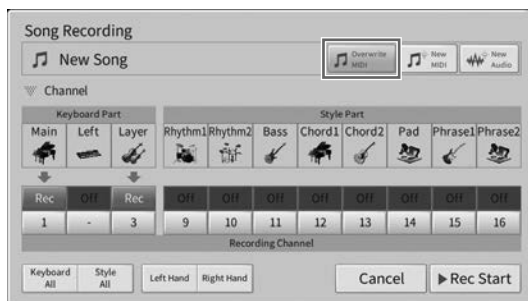 Song Recording
New Song
Overwrite MIDI
New MIDI
New Audio
Channel
Keyboard Part
Style Part
Main Left Layer Rhythm1 Rhythm2 Bass Chord1 Chord2 Pad Phrase1 Phrase2
Rec Off Rec Off Off Off Off Off Off Off Off
1 - 3 9 10 11 12 13 14 15 16
Recording Channel
Keyboard All
Style All
Left Hand
Right Hand
Cancel
Rec Start